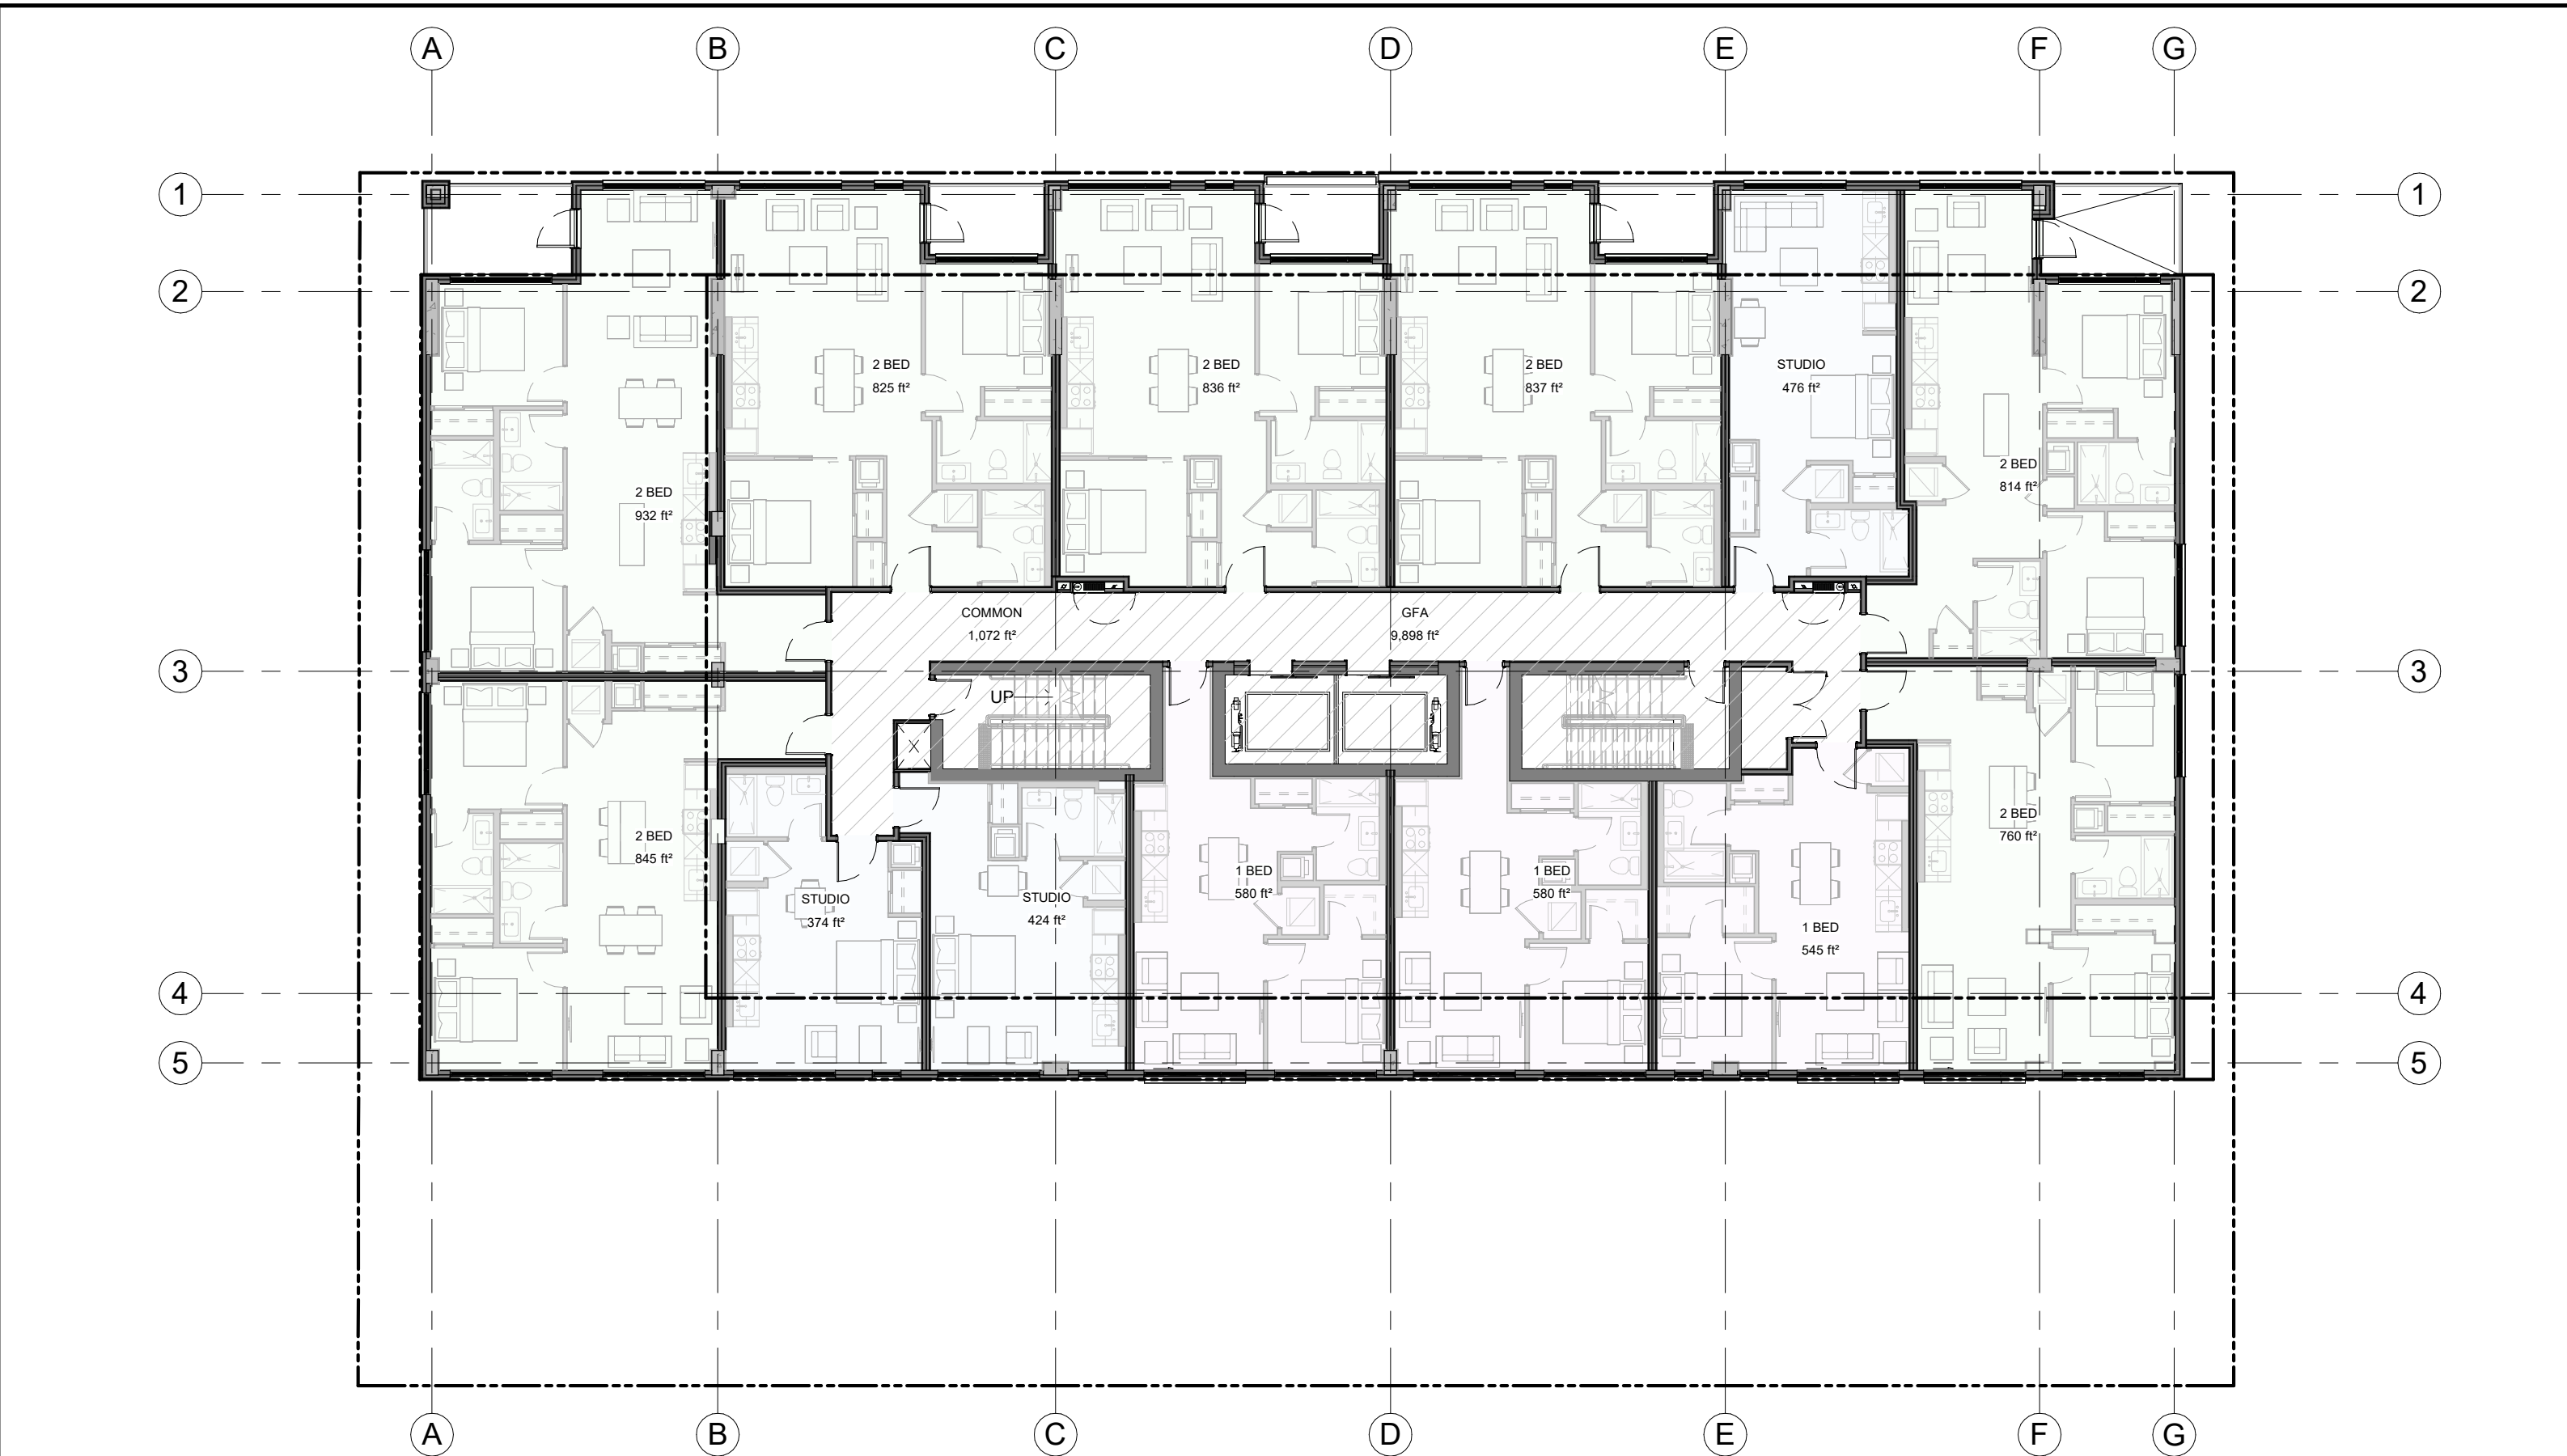 A B C D E F G
1 1
2 2
2 BED
825 ft²
2 BED
836 ft²
2 BED
837 ft²
STUDIO
476 ft²
2 BED
814 ft²
2 BED
932 ft²
COMMON
1,072 ft²
GFA
9,898 ft²
3 3
UP
2 BED
845 ft²
STUDIO
374 ft²
STUDIO
424 ft²
1 BED
580 ft²
1 BED
580 ft²
1 BED
545 ft²
2 BED
760 ft²
4 4
5 5
A B C D E F G